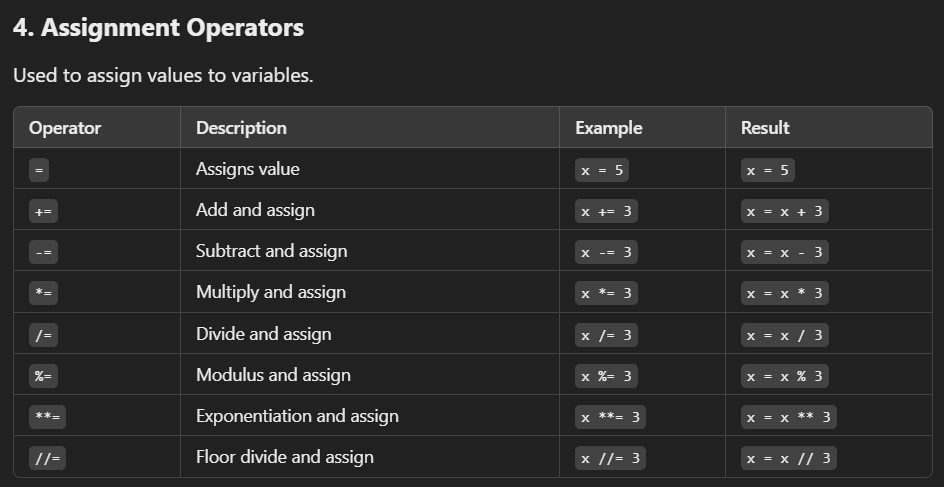 4. Assignment Operators
Used to assign values to variables.
Operator Description Example Result
= Assigns value x = 5 x = 5
+= Add and assign x += 3 x = x + 3
-= Subtract and assign x -= 3 x = x - 3
*= Multiply and assign x *= 3 x = x * 3
/= Divide and assign x /= 3 x = x / 3
%= Modulus and assign x %= 3 x = x % 3
**= Exponentiation and assign x **= 3 x = x ** 3
//= Floor divide and assign x //= 3 x = x // 3